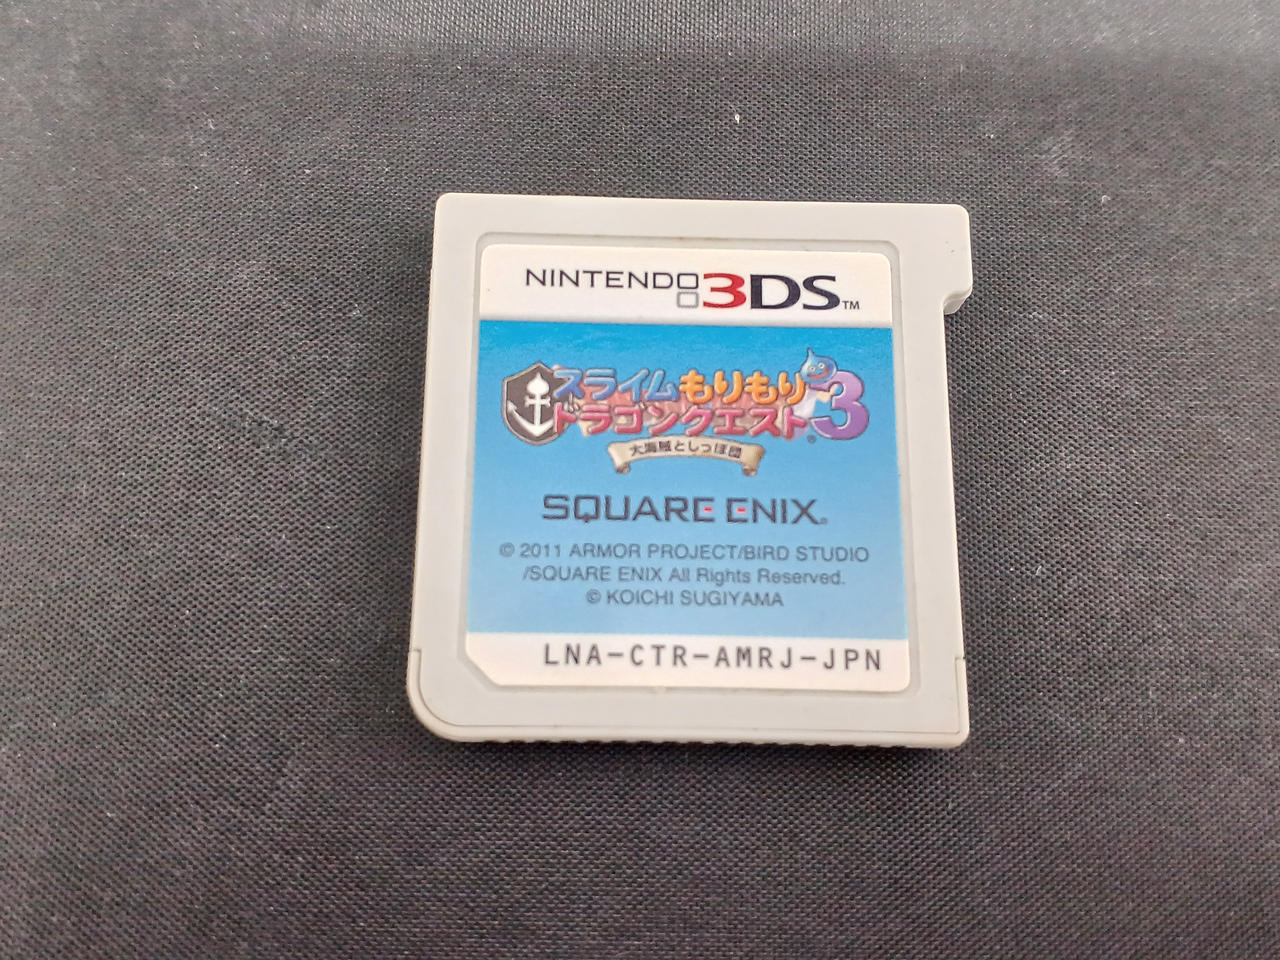 NINTENDO 3DS™
スライムもりもり
ドラゴンクエスト®3
大海賊としっぽ団
SQUARE ENIX®
© 2011 ARMOR PROJECT/BIRD STUDIO
/SQUARE ENIX All Rights Reserved.
© KOICHI SUGIYAMA
LNA-CTR-AMRJ-JPN